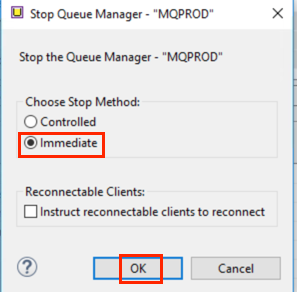 Stop Queue Manager - "MQPROD"
Stop the Queue Manager - "MQPROD"
Choose Stop Method:
Controlled
Immediate
Reconnectable Clients:
Instruct reconnectable clients to reconnect
?
OK
Cancel